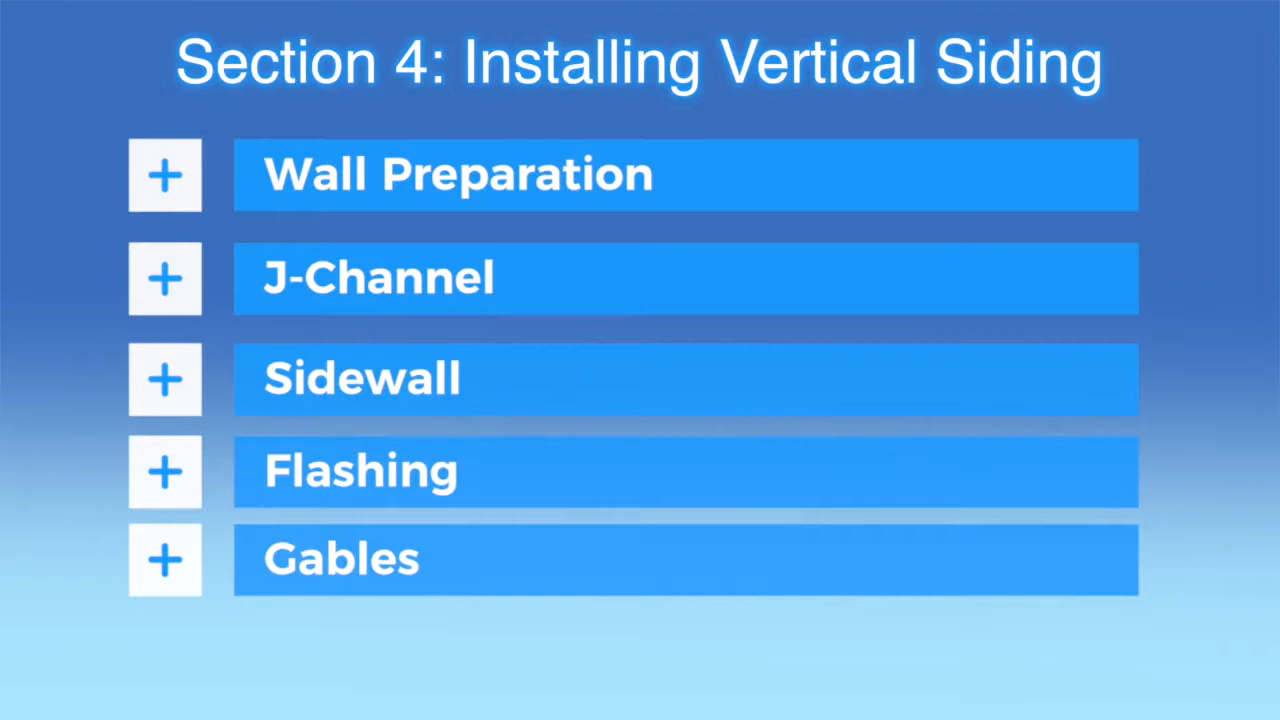 Section 4: Installing Vertical Siding
+ Wall Preparation
+ J-Channel
+ Sidewall
+ Flashing
+ Gables